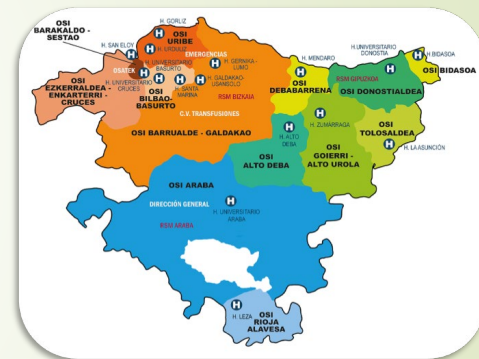 OSI
BARAKALDO -
SESTAO
H. GORLIZ
OSI
URIBE
H. SAN ELOY
H. URDULIZ
EMERGENCIAS
OSATEK
H. UNIVERSITARIO
BASURTO
H. GERNIKA-
LUMO
H. UNIVERSITARIO
CRUCES
H. GALDAKAO-
USANSOLO
H. SANTA
MARINA
OSI
EZKERRALDEA -
ENKARTERRI -
CRUCES
OSI
BILBAO-
BASURTO
RSM BIZKAIA
C.V. TRANSFUSIONES
OSI BARRUALDE - GALDAKAO
H. MENDARO
OSI
DEBABARRENA
H.UNIVERSITARIO
DONOSTIA
H. BIDASOA
OSI BIDASOA
RSM GIPUZKOA
OSI DONOSTIALDEA
H. ZUMARRAGA
OSI
TOLOSALDEA
H. ALTO
DEBA
H. LA ASUNCIÓN
OSI
ALTO DEBA
OSI
GOIERRI -
ALTO UROLA
OSI ARABA
DIRECCIÓN GENERAL
H. UNIVERSITARIO
ARABA
RSM ARABA
H. LEZA
OSI
RIOJA
ALAVESA